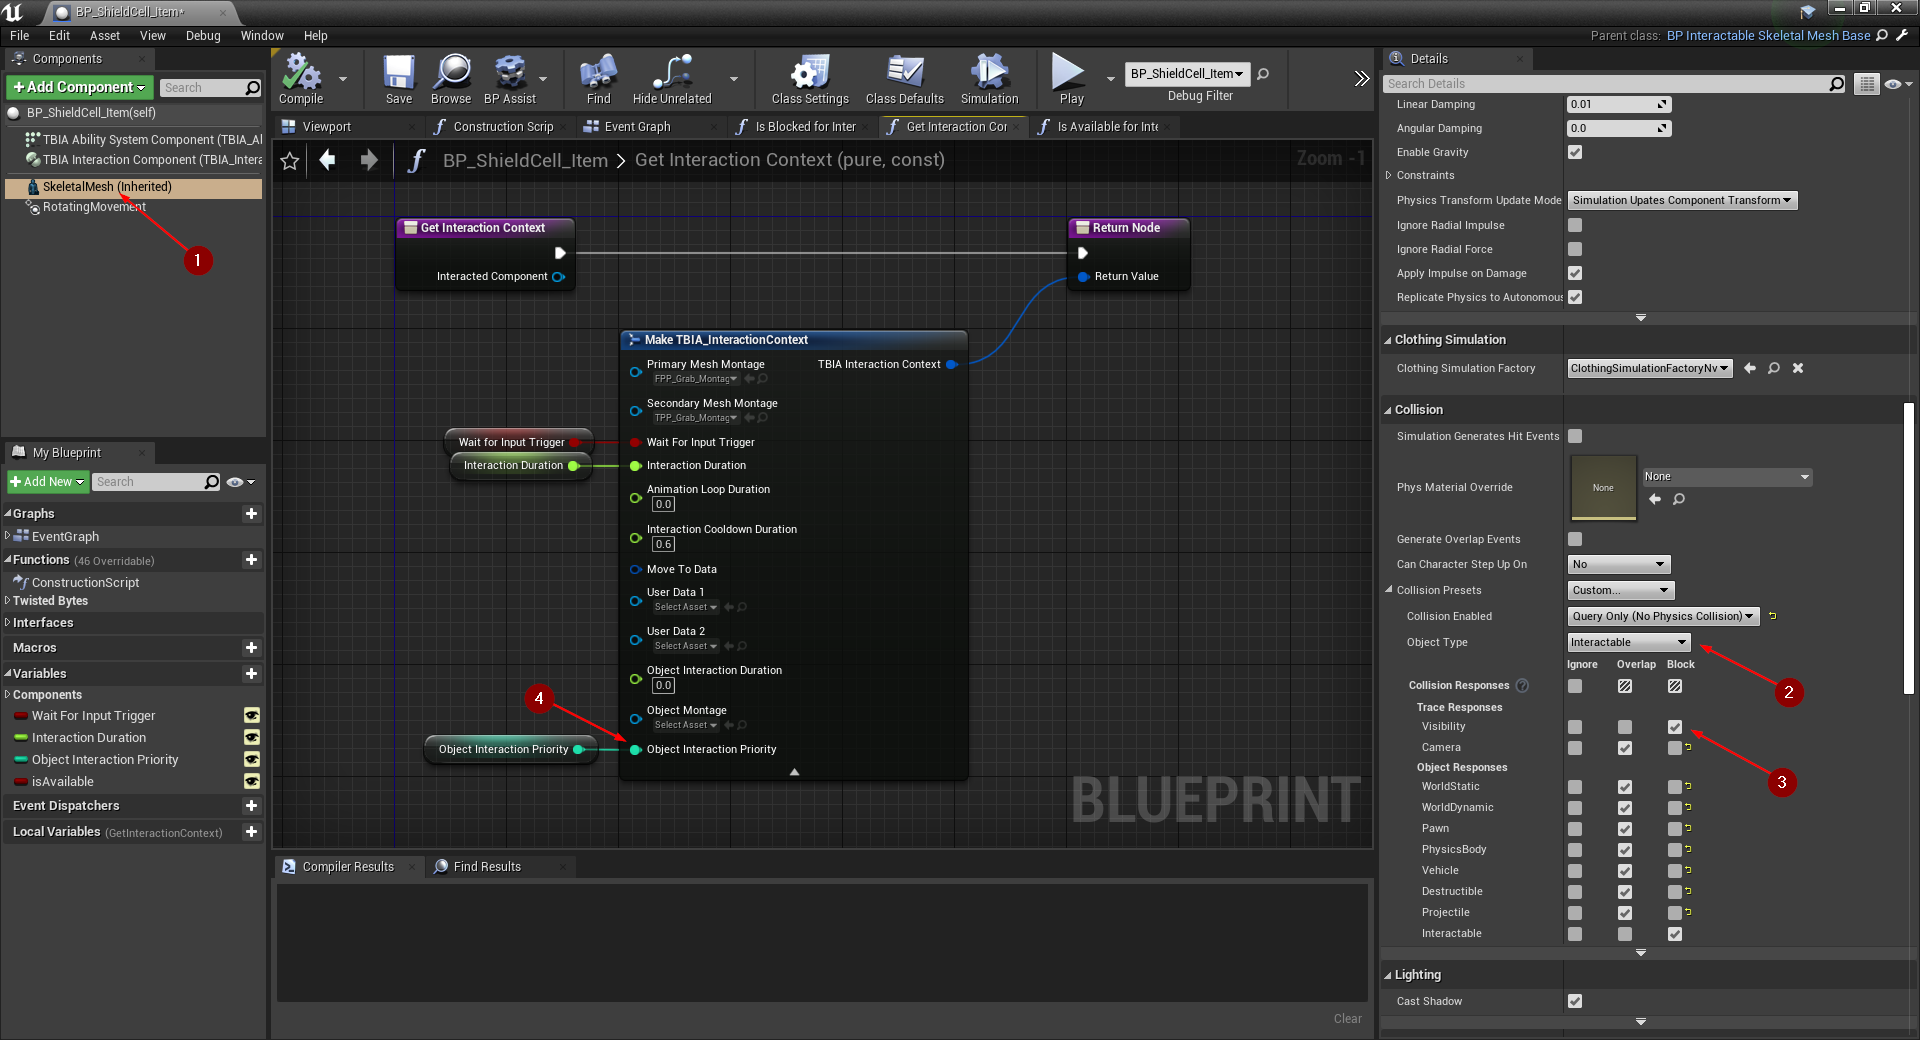 BP_ShieldCell_Item*
File Edit Asset View Debug Window Help
Parent class: BP Interactable Skeletal Mesh Base
Components
+ Add Component
Search
BP_ShieldCell_Item(self)
TBIA Ability System Component (TBIA_Al
TBIA Interaction Component (TBIA_Intera
SkeletalMesh (Inherited)
RotatingMovement
1
My Blueprint
+ Add New
Search
Graphs
EventGraph
Functions (46 Overridable)
ConstructionScript
Twisted Bytes
Interfaces
Macros
Variables
Components
Wait For Input Trigger
Interaction Duration
Object Interaction Priority
isAvailable
Event Dispatchers
Local Variables (GetInteractionContext)
Compile Save Browse BP Assist Find Hide Unrelated Class Settings Class Defaults Simulation Play
BP_ShieldCell_Item
Debug Filter
Viewport Construction Scrip Event Graph Is Blocked for Inter Get Interaction Cor Is Available for Inte
BP_ShieldCell_Item > Get Interaction Context (pure, const)
Zoom -1
Get Interaction Context
Interacted Component
Return Node
Return Value
Make TBIA_InteractionContext
Primary Mesh Montage
FPP_Grab_Montag
TBIA Interaction Context
Secondary Mesh Montage
TPP_Grab_Montag
Wait for Input Trigger
Wait For Input Trigger
Interaction Duration
Interaction Duration
Animation Loop Duration
0.0
Interaction Cooldown Duration
0.6
Move To Data
User Data 1
Select Asset
User Data 2
Select Asset
Object Interaction Duration
0.0
Object Montage
Select Asset
4
Object Interaction Priority
Object Interaction Priority
BLUEPRINT
Compiler Results
Find Results
Clear
Details
Search Details
Linear Damping 0.01
Angular Damping 0.0
Enable Gravity
Constraints
Physics Transform Update Mode Simulation Upates Component Transform
Ignore Radial Impulse
Ignore Radial Force
Apply Impulse on Damage
Replicate Physics to Autonomous
Clothing Simulation
Clothing Simulation Factory ClothingSimulationFactoryNv
Collision
Simulation Generates Hit Events
Phys Material Override None None
Generate Overlap Events
Can Character Step Up On No
Collision Presets Custom...
Collision Enabled Query Only (No Physics Collision)
Object Type Interactable
2
Ignore Overlap Block
Collision Responses ?
Trace Responses
Visibility
Camera
3
Object Responses
WorldStatic
WorldDynamic
Pawn
PhysicsBody
Vehicle
Destructible
Projectile
Interactable
Lighting
Cast Shadow